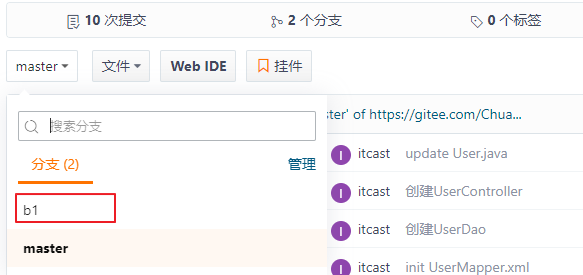 10 次提交
2 个分支
0 个标签
master
文件
Web IDE
挂件
ster' of https://gitee.com/Chua...
搜索分支
分支 (2)
管理
b1
master
I itcast update User.java
I itcast 创建UserController
I itcast 创建UserDao
I itcast init UserMapper.xml